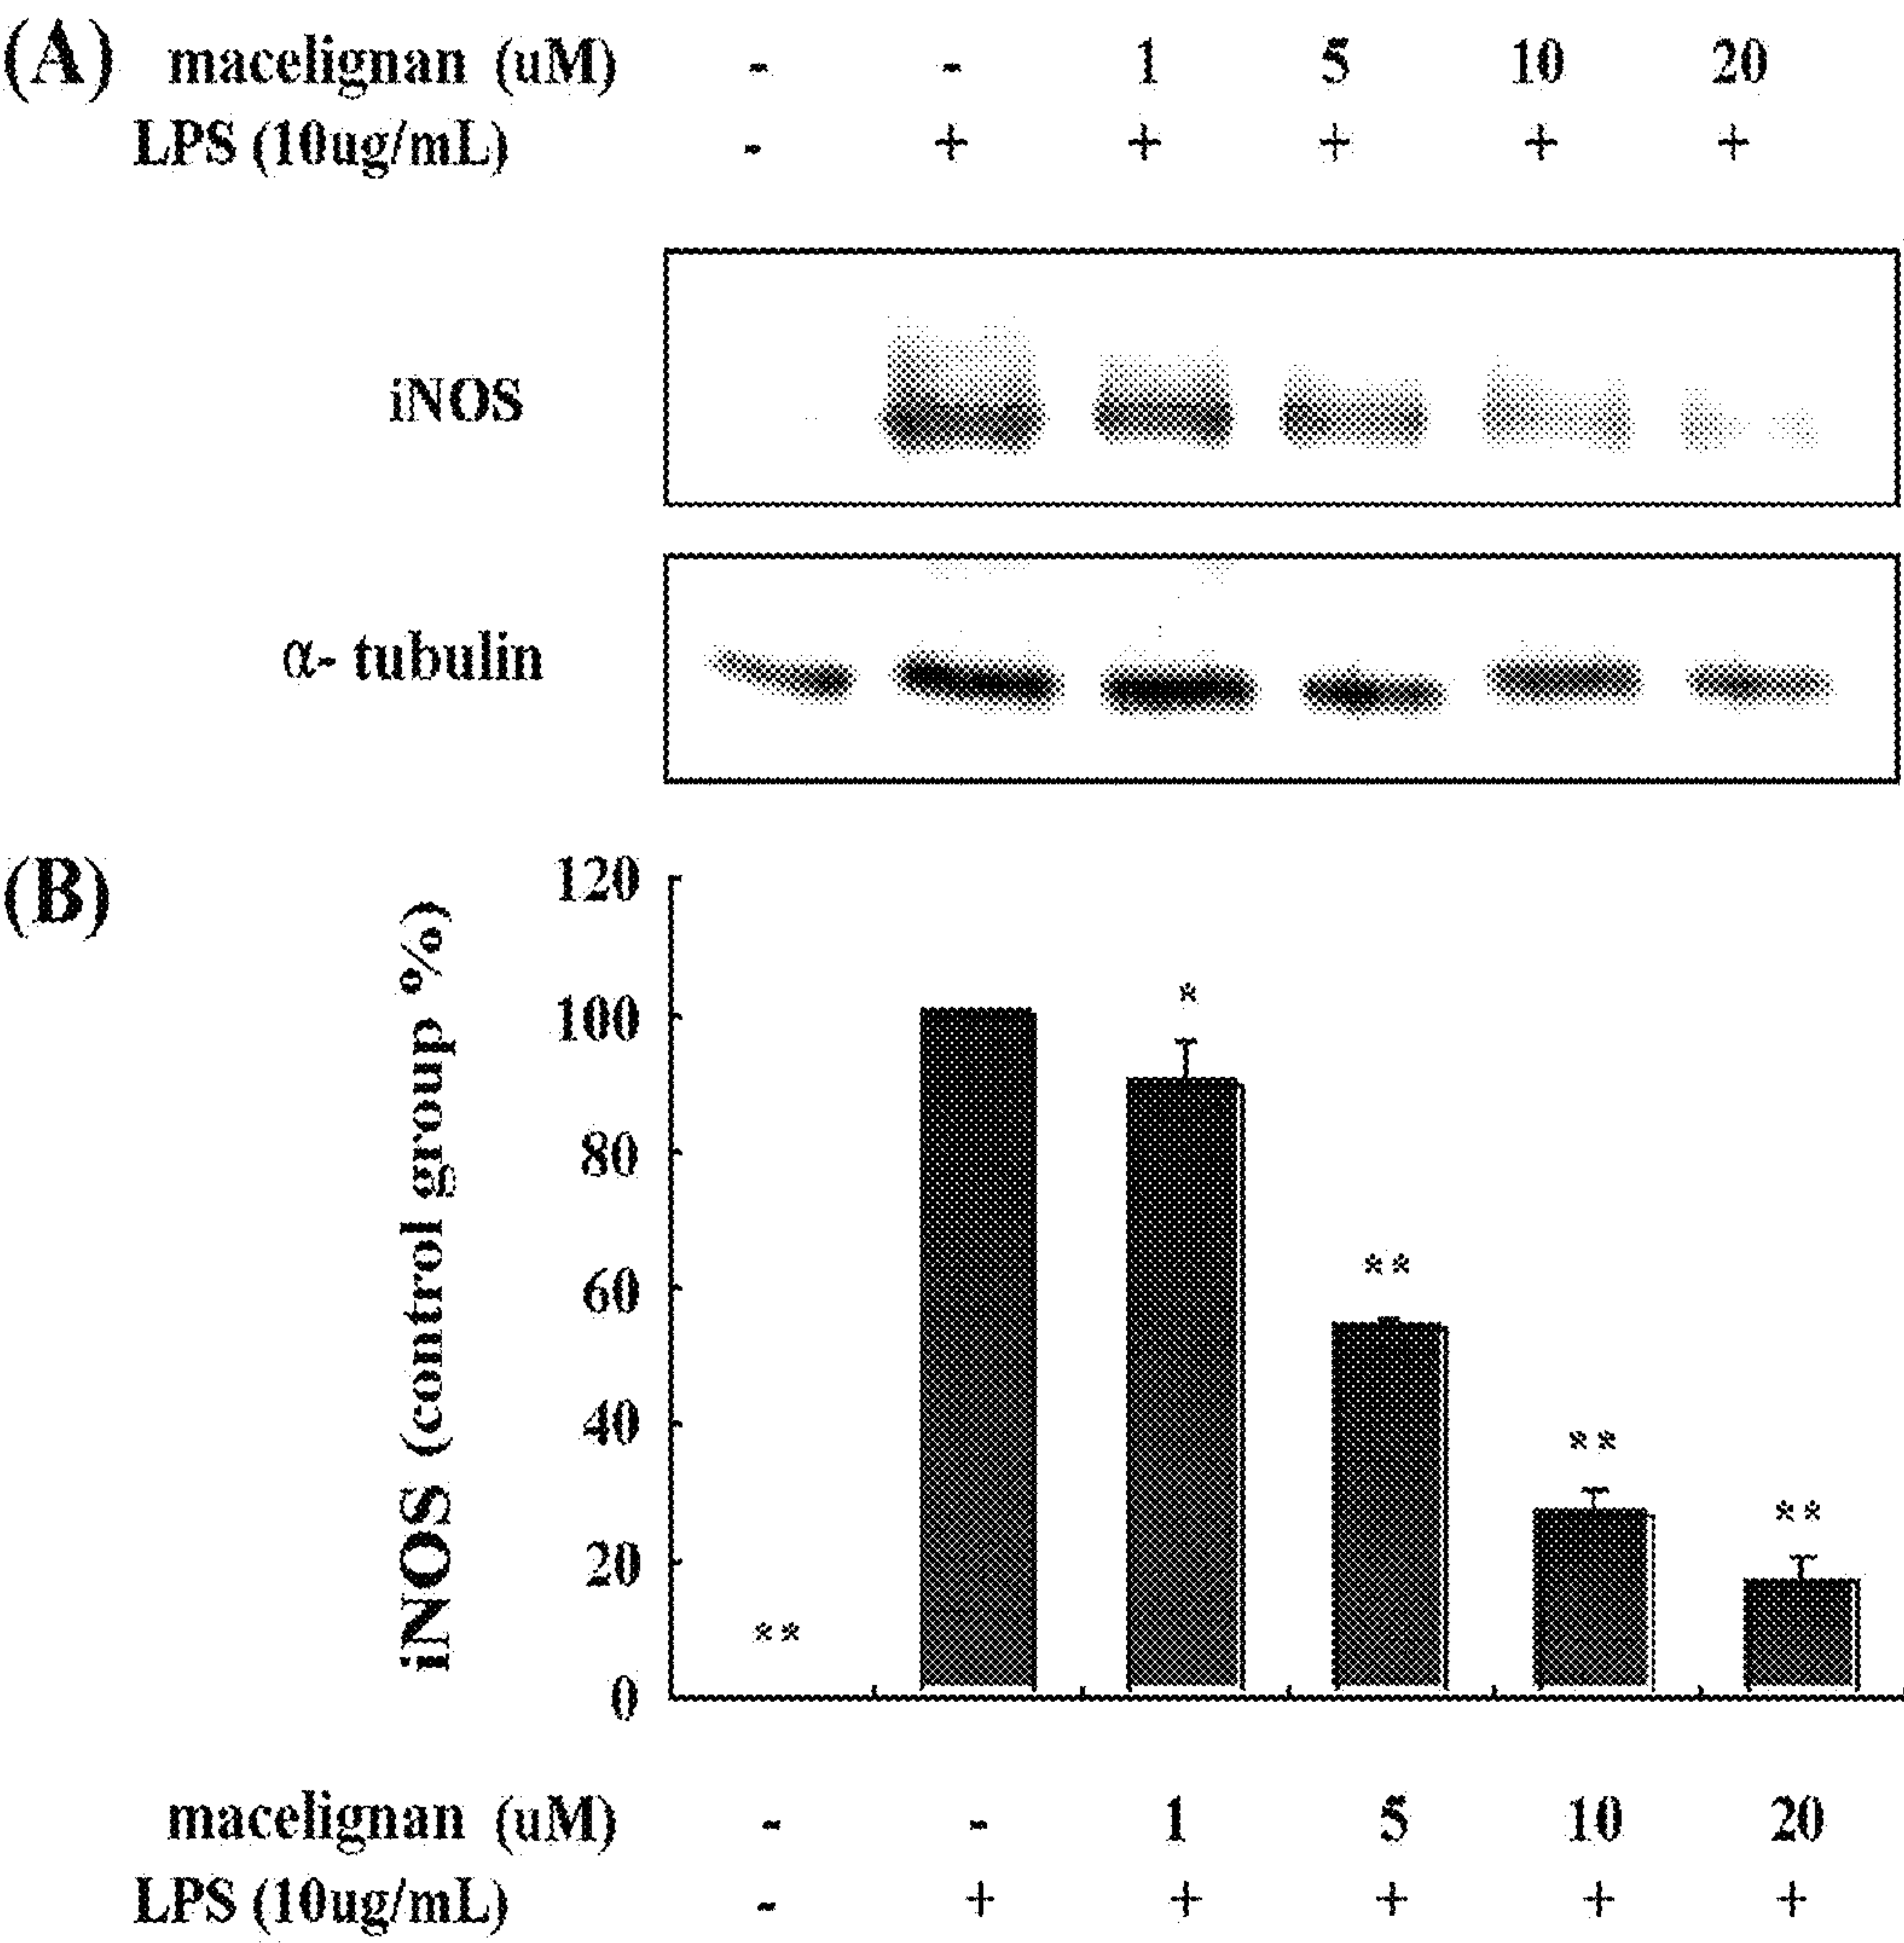 (A) macelignan (uM) - - 1 5 10 20
LPS (10ug/mL) - + + + + +
iNOS
α- tubulin
(B)
iNOS (control group %)
120
100
80
60
40
20
0
*
**
**
**
**
macelignan (uM) - - 1 5 10 20
LPS (10ug/mL) - + + + + +